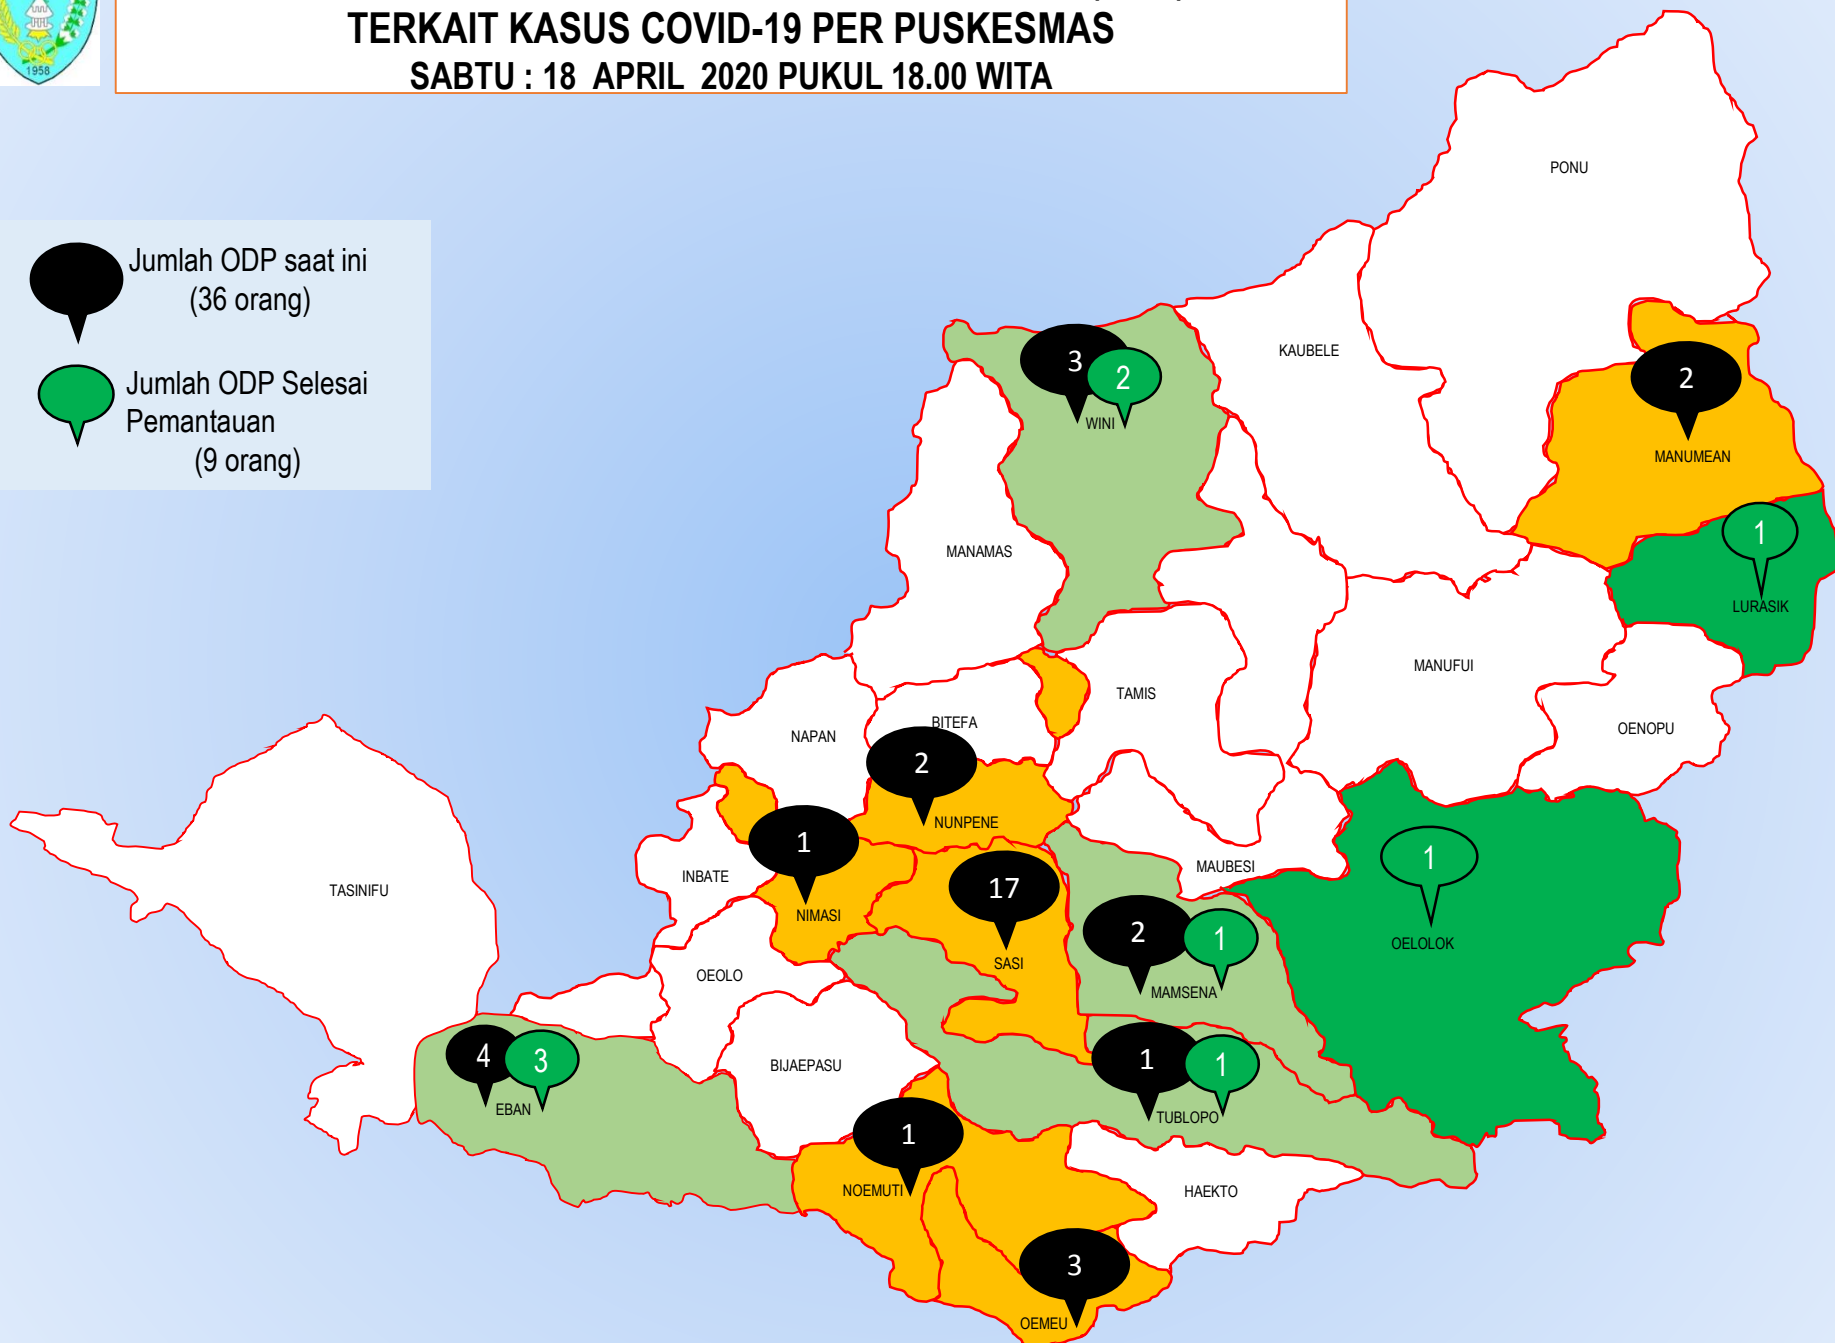 TERKAIT KASUS COVID-19 PER PUSKESMAS
SABTU : 18 APRIL 2020 PUKUL 18.00 WITA
1958
Jumlah ODP saat ini
(36 orang)
Jumlah ODP Selesai
Pemantauan
(9 orang)
PONU
KAUBELE
3
2
WINI
2
MANUMEAN
MANAMAS
1
LURASIK
MANUFUI
TAMIS
OENOPU
NAPAN
BITEFA
2
NUNPENE
1
NIMASI
INBATE
TASINIFU
17
SASI
MAUBESI
1
OELOLOK
2
1
MAMSENA
OEOLO
4
3
EBAN
BIJAEPASU
1
1
TUBLOPO
1
NOEMUTI
HAEKTO
3
OEMEU